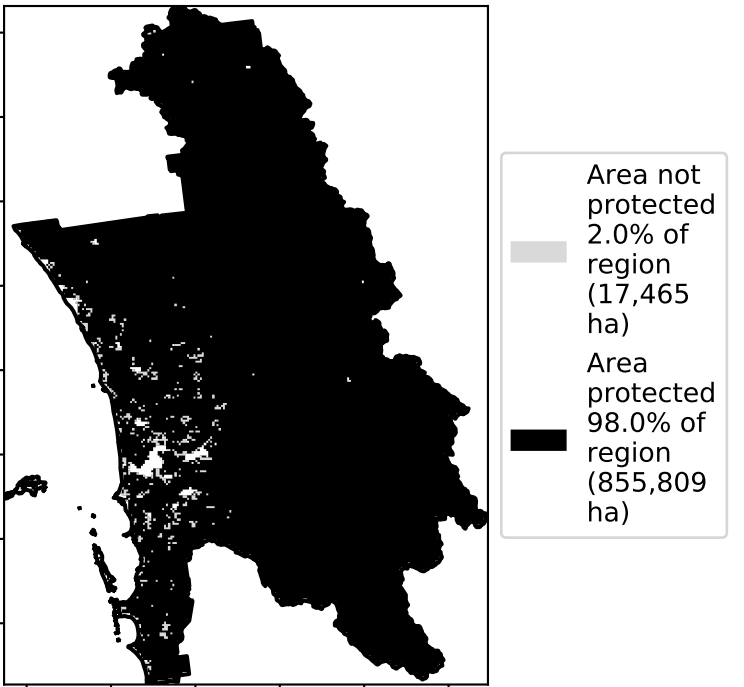 Area not
protected
2.0% of
region
(17,465
ha)
Area
protected
98.0% of
region
(855,809
ha)